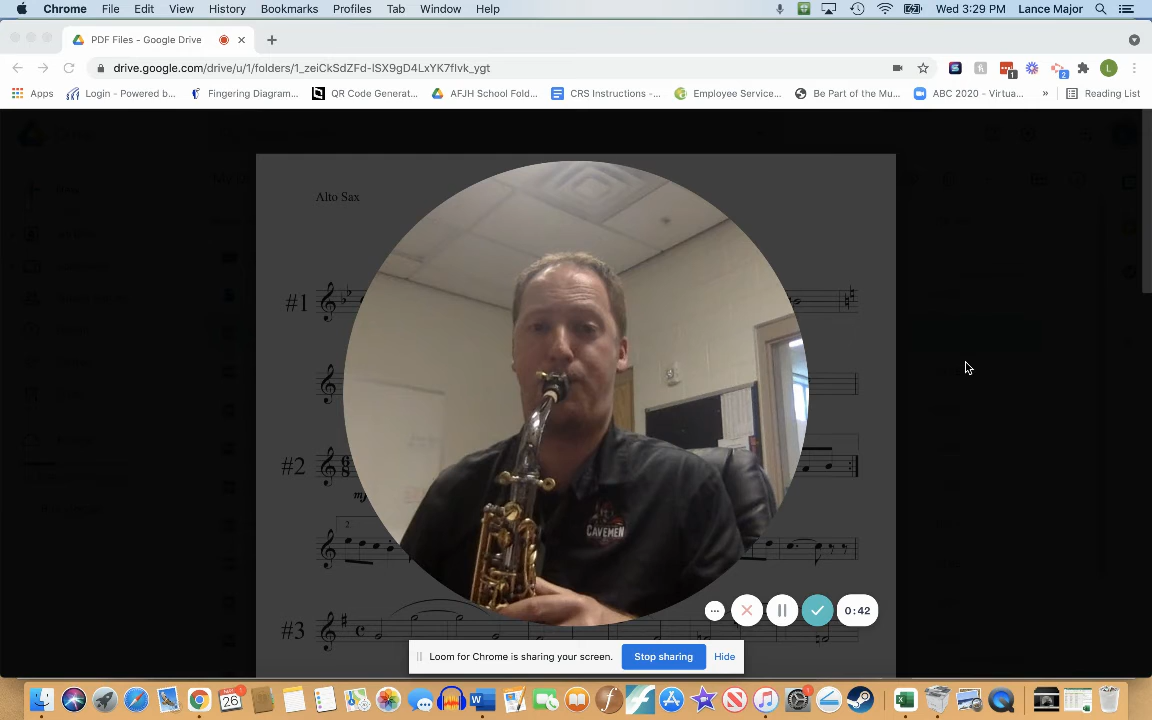 Chrome File Edit View History Bookmarks Profiles Tab Window Help Wed 3:29 PM Lance Major
PDF Files - Google Drive
drive.google.com/drive/u/1/folders/1_zeiCkSdZFd-lSX9gD4LxYK7flvk_ygt
Apps Login - Powered b... Fingering Diagram... QR Code Generat... AFJH School Fold... CRS Instructions -... Employee Service... Be Part of the Mu... ABC 2020 - Virtua... » Reading List
Alto Sax
#1
#2
2.
CAVEMEN
0:42
#3
Loom for Chrome is sharing your screen. Stop sharing Hide
26